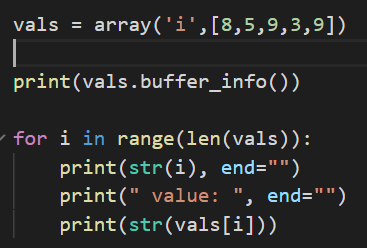 vals = array('i',[8,5,9,3,9])
print(vals.buffer_info())
for i in range(len(vals)):
    print(str(i), end="")
    print(" value: ", end="")
    print(str(vals[i]))